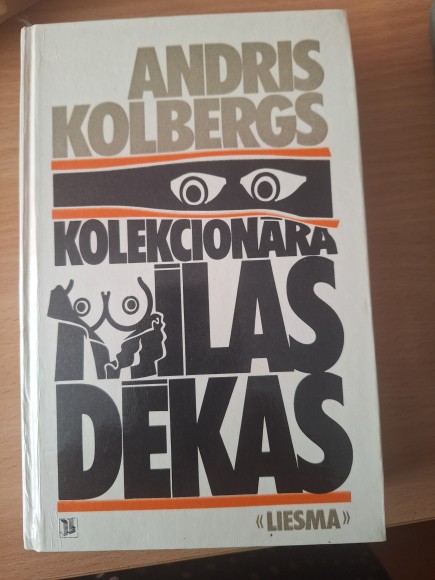 ANDRIS
KOLBERGS
KOLEKCIONĀRA
MĪLAS
DĒKAS
«LIESMA»